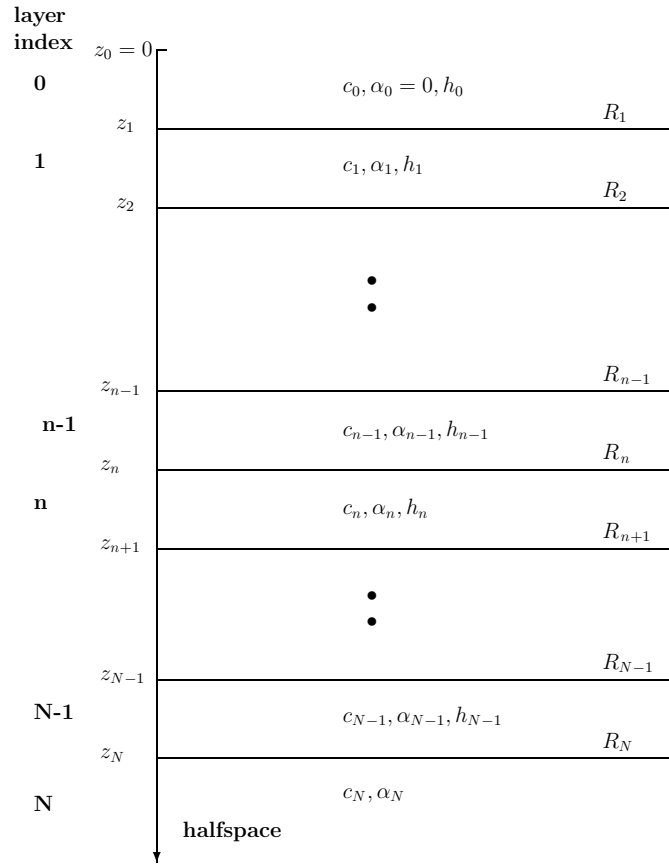 layer
index
z_0 = 0
0
c_0, α_0 = 0, h_0
z_1
R_1
1
c_1, α_1, h_1
z_2
R_2
z_{n−1}
R_{n−1}
n-1
c_{n−1}, α_{n−1}, h_{n−1}
z_n
R_n
n
c_n, α_n, h_n
z_{n+1}
R_{n+1}
z_{N−1}
R_{N−1}
N-1
c_{N−1}, α_{N−1}, h_{N−1}
z_N
R_N
N
c_N, α_N
halfspace